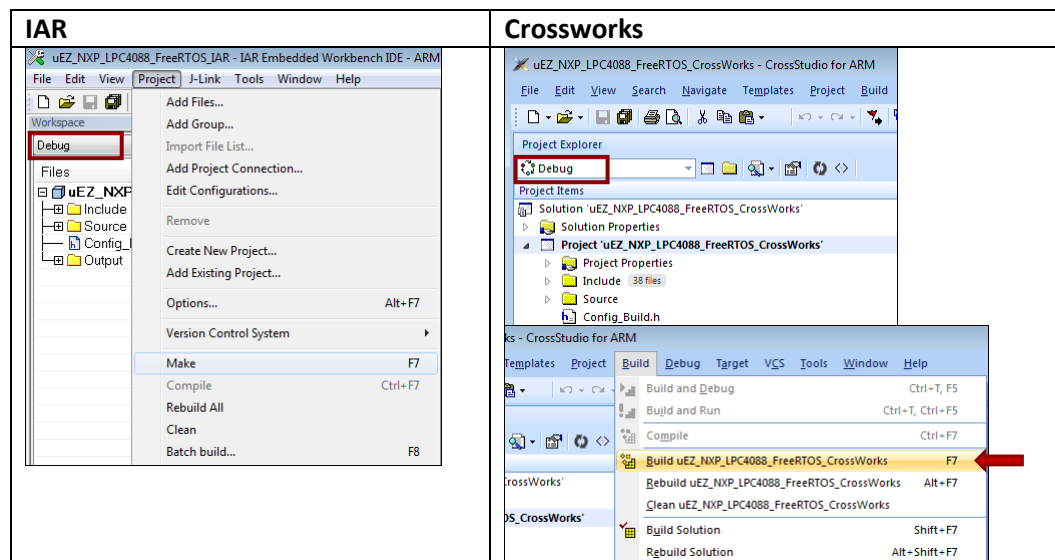 IAR
uEZ_NXP_LPC4088_FreeRTOS_IAR - IAR Embedded Workbench IDE - ARM
File Edit View Project J-Link Tools Window Help
Workspace
Debug
Files
uEZ_NXP
Include
Source
Config_
Output
Add Files...
Add Group...
Import File List...
Add Project Connection...
Edit Configurations...
Remove
Create New Project...
Add Existing Project...
Options... Alt+F7
Version Control System
Make F7
Compile Ctrl+F7
Rebuild All
Clean
Batch build... F8
Crossworks
uEZ_NXP_LPC4088_FreeRTOS_CrossWorks - CrossStudio for ARM
File Edit View Search Navigate Templates Project Build
Project Explorer
Debug
Project Items
Solution 'uEZ_NXP_LPC4088_FreeRTOS_CrossWorks'
Solution Properties
Project 'uEZ_NXP_LPC4088_FreeRTOS_CrossWorks'
Project Properties
Include 38 files
Source
Config_Build.h
ks - CrossStudio for ARM
Templates Project Build Debug Target VCS Tools Window Help
Build and Debug Ctrl+T, F5
Build and Run Ctrl+T, Ctrl+F5
Compile Ctrl+F7
Build uEZ_NXP_LPC4088_FreeRTOS_CrossWorks F7
Rebuild uEZ_NXP_LPC4088_FreeRTOS_CrossWorks Alt+F7
Clean uEZ_NXP_LPC4088_FreeRTOS_CrossWorks
Build Solution Shift+F7
Rebuild Solution Alt+Shift+F7
CrossWorks'
OS_CrossWorks'